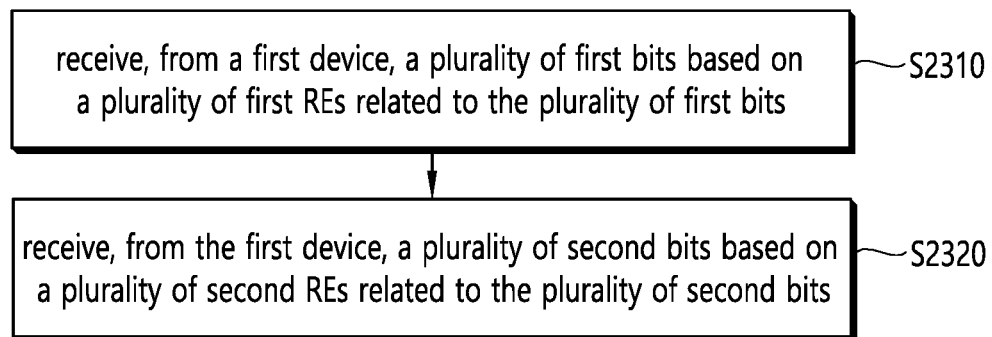 receive, from a first device, a plurality of first bits based on
a plurality of first REs related to the plurality of first bits
S2310
receive, from the first device, a plurality of second bits based on
a plurality of second REs related to the plurality of second bits
S2320